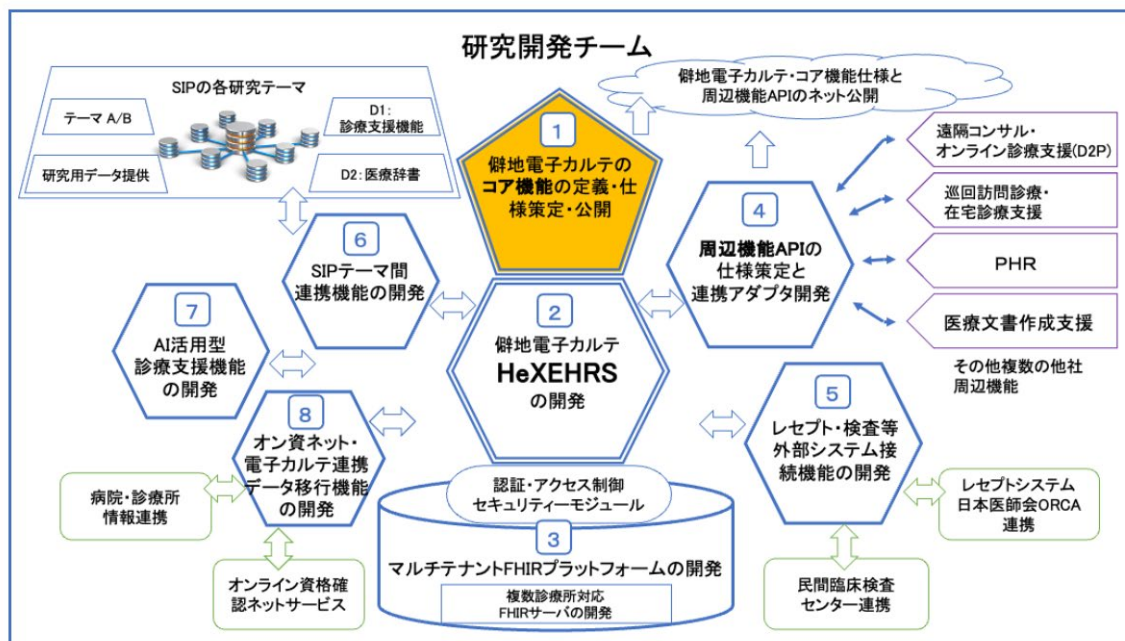 研究開発チーム
SIPの各研究テーマ
テーマ A/B
D1:
診療支援機能
研究用データ提供
D2:医療辞書
僻地電子カルテ・コア機能仕様と
周辺機能APIのネット公開
1
僻地電子カルテの
コア機能の定義・仕
様策定・公開
遠隔コンサル・
オンライン診療支援(D2P)
巡回訪問診療・
在宅診療支援
PHR
医療文書作成支援
その他複数の他社
周辺機能
4
周辺機能APIの
仕様策定と
連携アダプタ開発
6
SIPテーマ間
連携機能の開発
2
僻地電子カルテ
HeXEHRS
の開発
7
AI活用型
診療支援機能
の開発
8
オン資ネット・
電子カルテ連携
データ移行機能
の開発
5
レセプト・検査等
外部システム接
続機能の開発
病院・診療所
情報連携
オンライン資格確
認ネットサービス
認証・アクセス制御
セキュリティーモジュール
3
マルチテナントFHIRプラットフォームの開発
複数診療所対応
FHIRサーバの開発
レセプトシステム
日本医師会ORCA
連携
民間臨床検査
センター連携